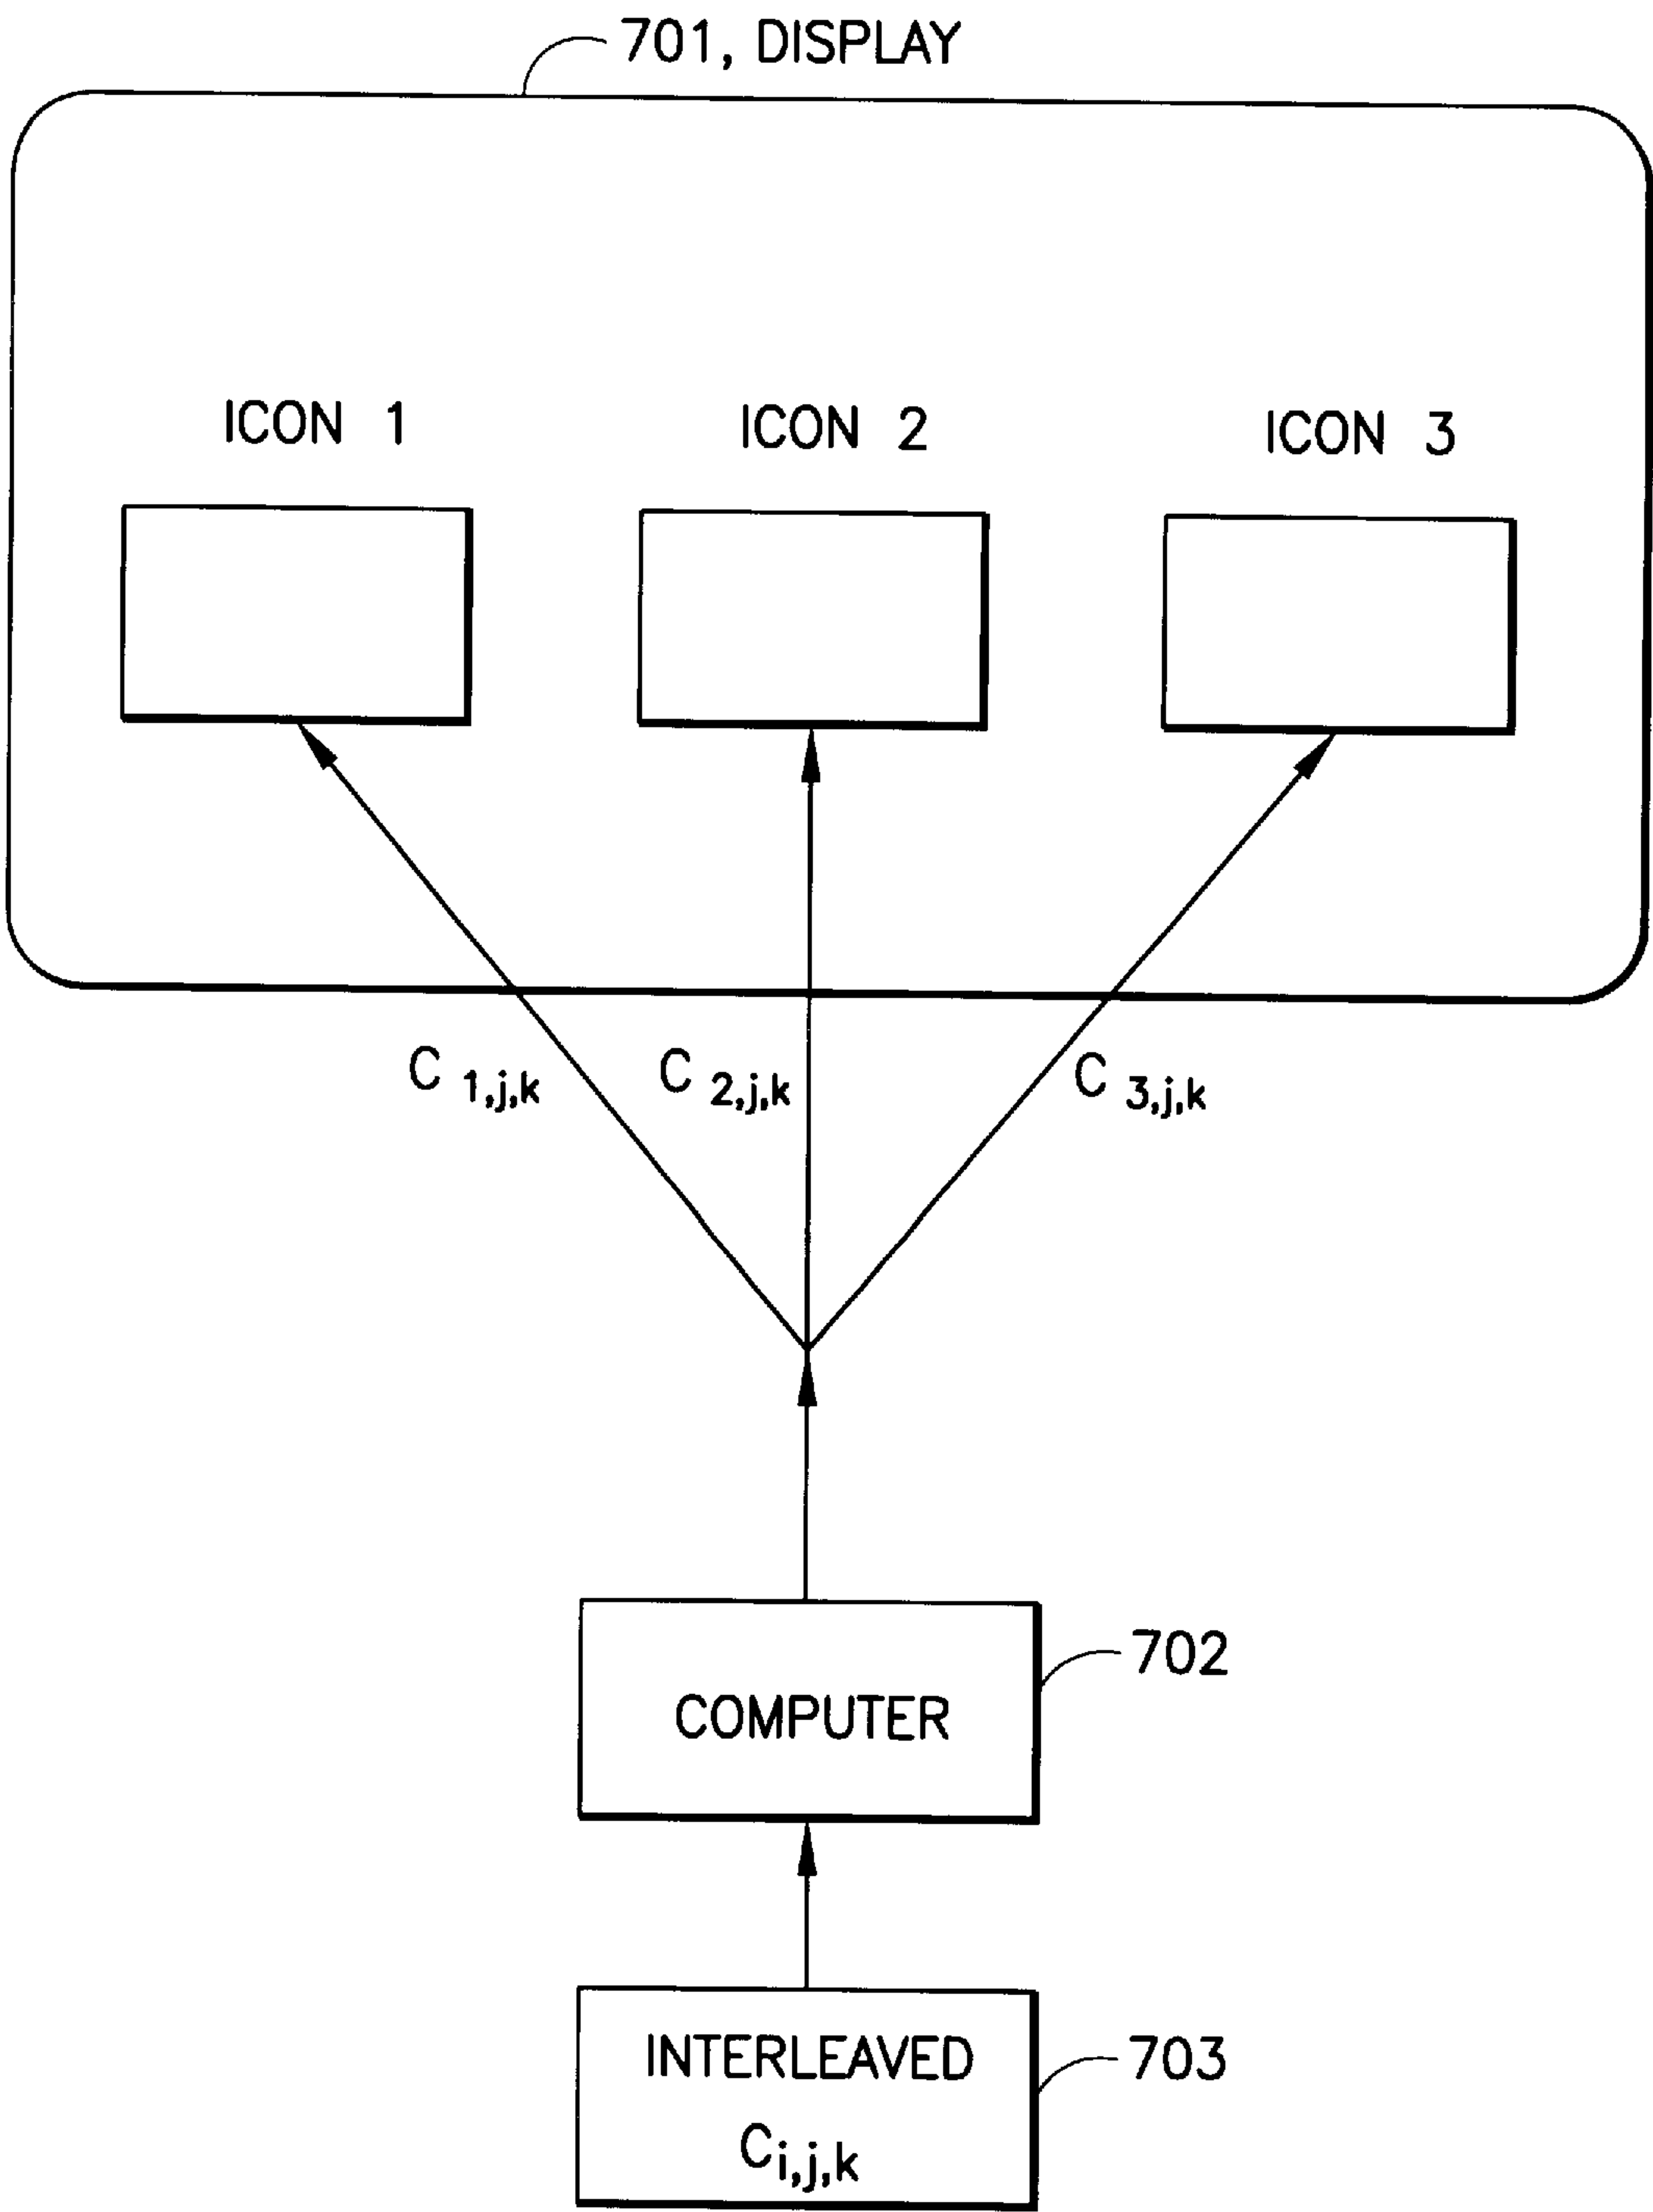 701, DISPLAY
ICON 1
ICON 2
ICON 3
C 1,j,k
C 2,j,k
C 3,j,k
702
COMPUTER
INTERLEAVED
703
Ci,j,k